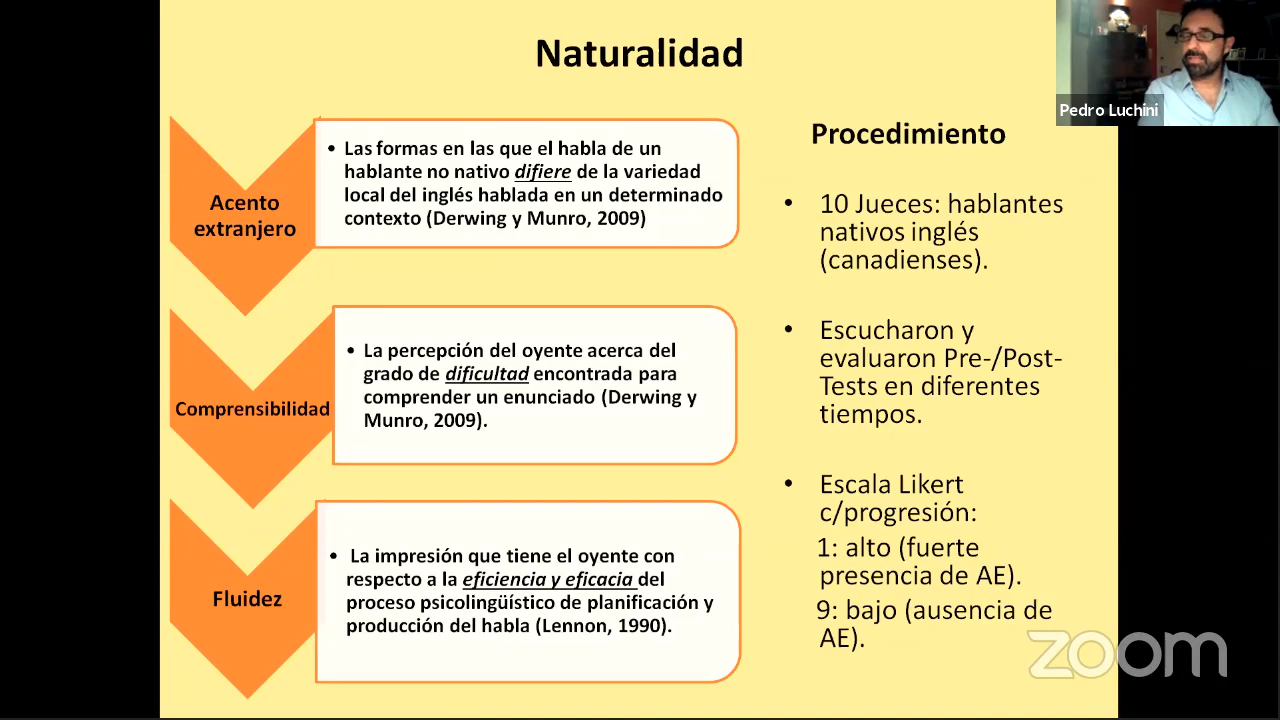 Naturalidad
Pedro Luchini
Acento
extranjero
• Las formas en las que el habla de un
hablante no nativo difiere de la variedad
local del inglés hablada en un determinado
contexto (Derwing y Munro, 2009)
Comprensibilidad
• La percepción del oyente acerca del
grado de dificultad encontrada para
comprender un enunciado (Derwing y
Munro, 2009).
Fluidez
• La impresión que tiene el oyente con
respecto a la eficiencia y eficacia del
proceso psicolingüístico de planificación y
producción del habla (Lennon, 1990).
Procedimiento
• 10 Jueces: hablantes
nativos inglés
(canadienses).
• Escucharon y
evaluaron Pre-/Post-
Tests en diferentes
tiempos.
• Escala Likert
c/progresión:
1: alto (fuerte
presencia de AE).
9: bajo (ausencia de
AE).
zoom